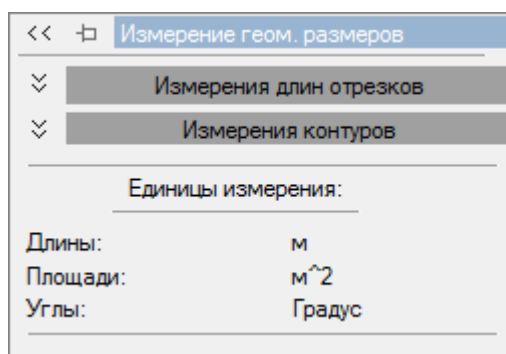 << Измерение геом. размеров
Измерения длин отрезков
Измерения контуров
Единицы измерения:
Длины: м
Площади: м^2
Углы: Градус